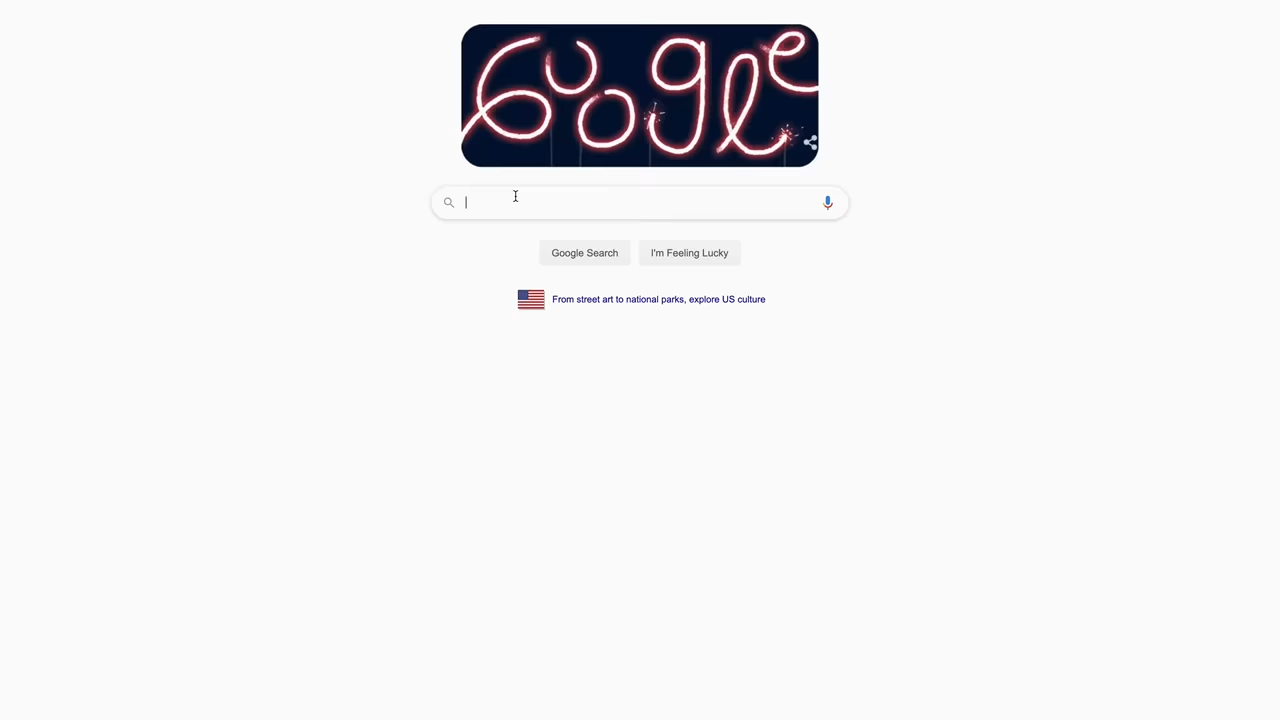 Google
Google Search
I'm Feeling Lucky
From street art to national parks, explore US culture